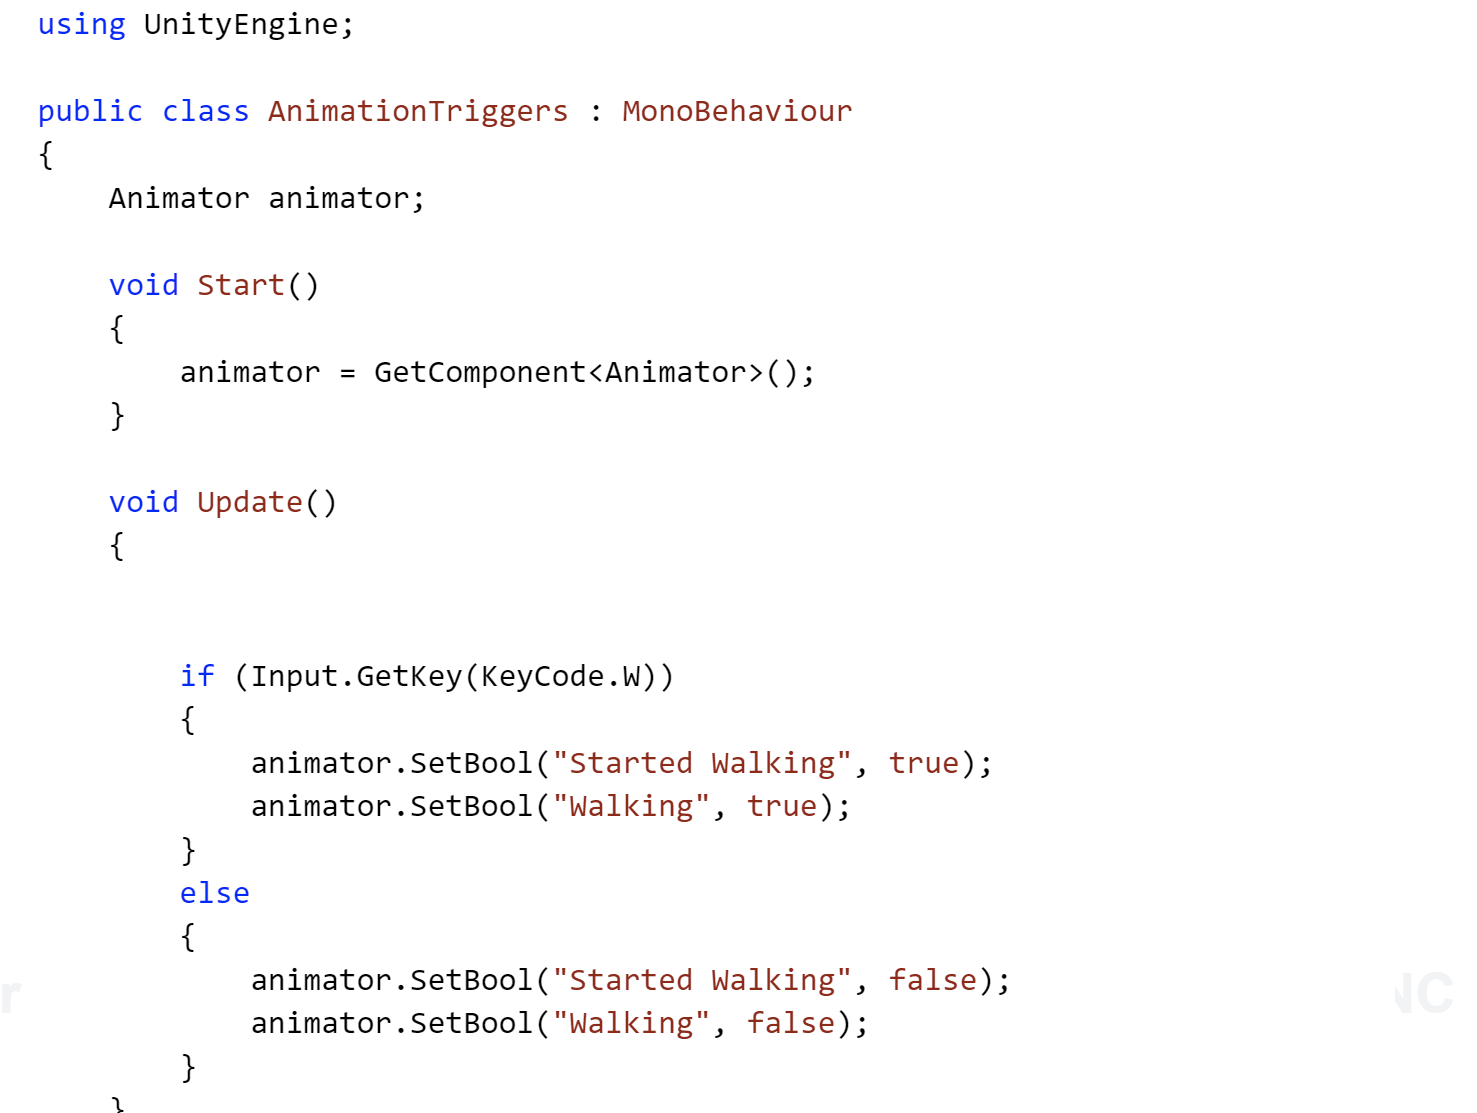 using UnityEngine;
public class AnimationTriggers : MonoBehaviour
{
    Animator animator;
    void Start()
    {
        animator = GetComponent<Animator>();
    }
    void Update()
    {
        if (Input.GetKey(KeyCode.W))
        {
            animator.SetBool("Started Walking", true);
            animator.SetBool("Walking", true);
        }
        else
        {
            animator.SetBool("Started Walking", false);
            animator.SetBool("Walking", false);
        }
    }